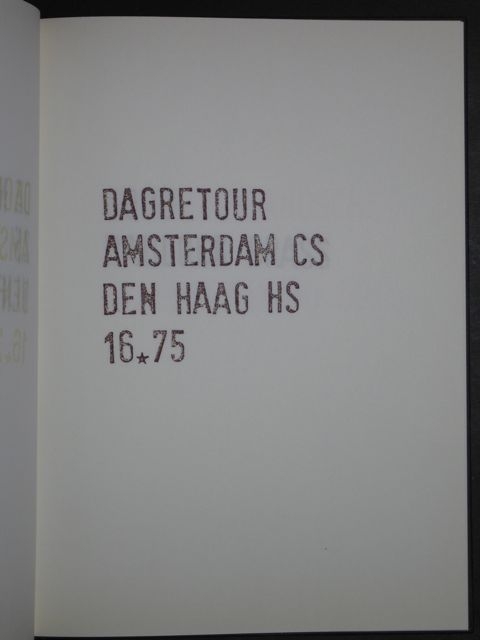 DAGRETOUR
AMSTERDAM CS
DEN HAAG HS
16★75